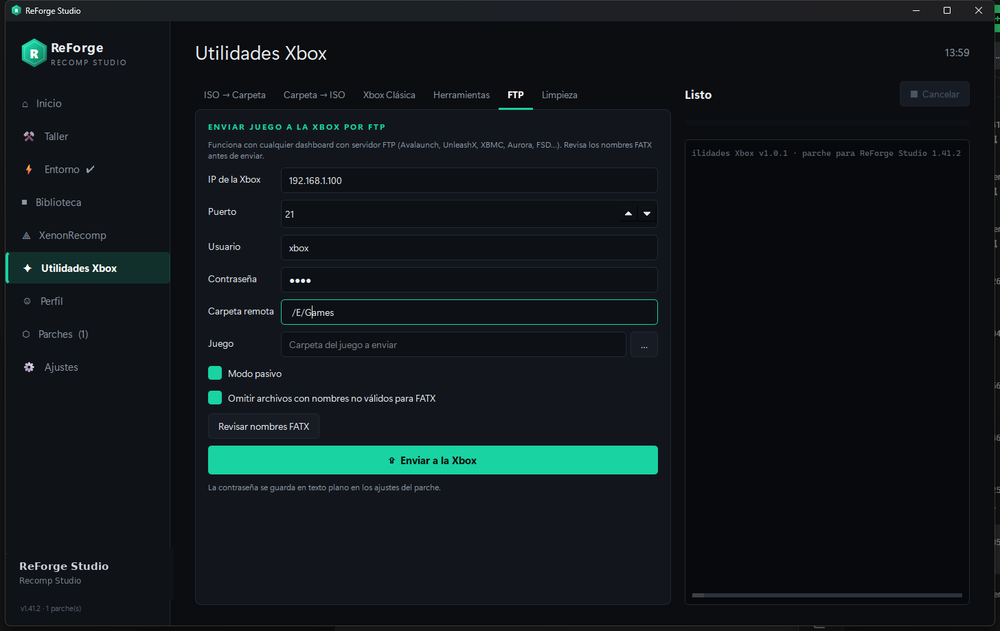 ReForge Studio
R
ReForge
RECOMP STUDIO
Inicio
Taller
Entorno ✔
Biblioteca
XenonRecomp
Utilidades Xbox
Perfil
Parches (1)
Ajustes
ReForge Studio
Recomp Studio
v1.41.2 · 1 parche(s)
Utilidades Xbox
13:59
ISO → Carpeta
Carpeta → ISO
Xbox Clásica
Herramientas
FTP
Limpieza
ENVIAR JUEGO A LA XBOX POR FTP
Funciona con cualquier dashboard con servidor FTP (Avalaunch, UnleashX, XBMC, Aurora, FSD...). Revisa los nombres FATX
antes de enviar.
IP de la Xbox
192.168.1.100
Puerto
21
Usuario
xbox
Contraseña
●●●●
Carpeta remota
/E/Games
Juego
Carpeta del juego a enviar
...
Modo pasivo
Omitir archivos con nombres no válidos para FATX
Revisar nombres FATX
Enviar a la Xbox
La contraseña se guarda en texto plano en los ajustes del parche.
Listo
Cancelar
ilidades Xbox v1.0.1 · parche para ReForge Studio 1.41.2